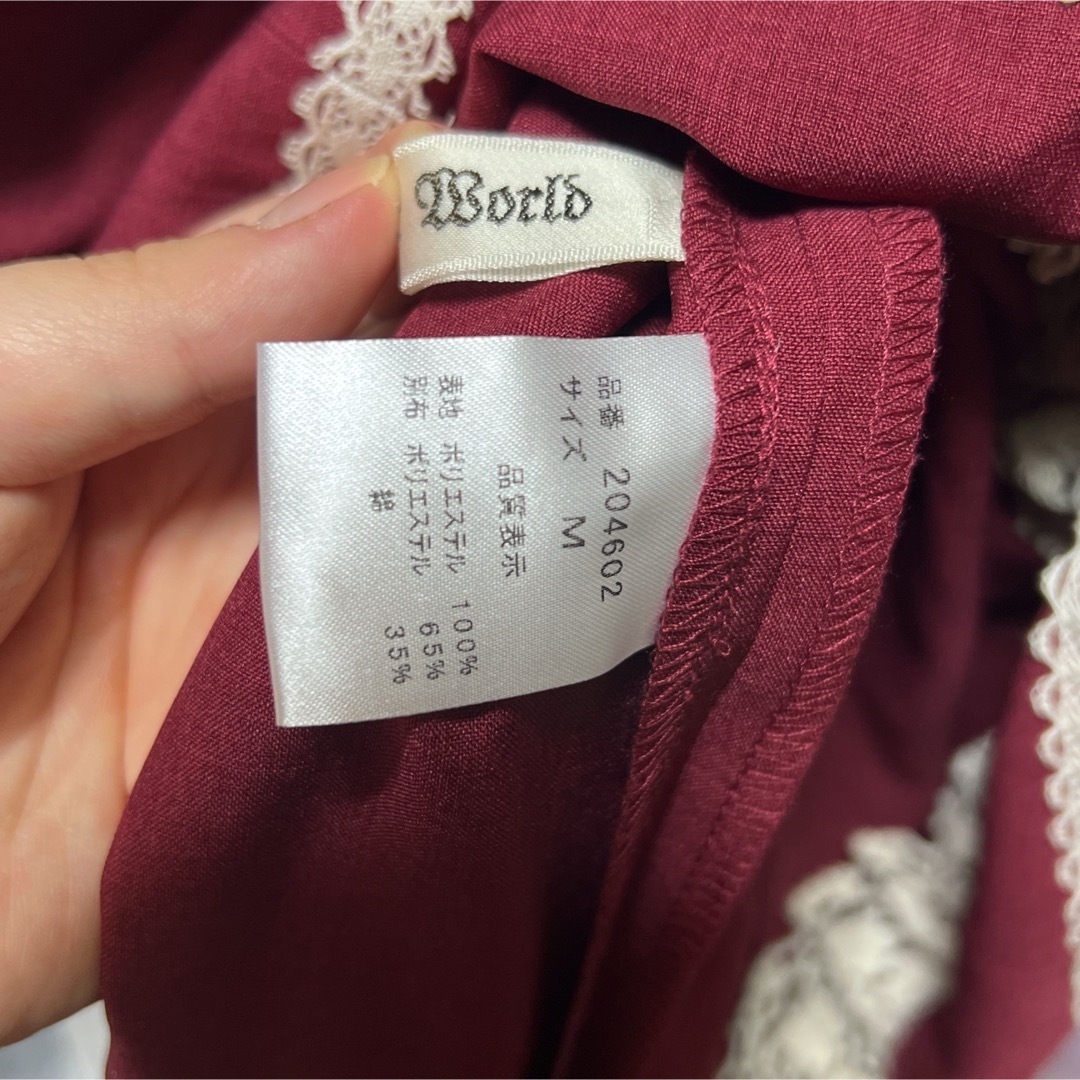 World
品番 204602
サイズ M
品質表示
表地 ポリエステル 100%
別布 ポリエステル 65%
綿 35%